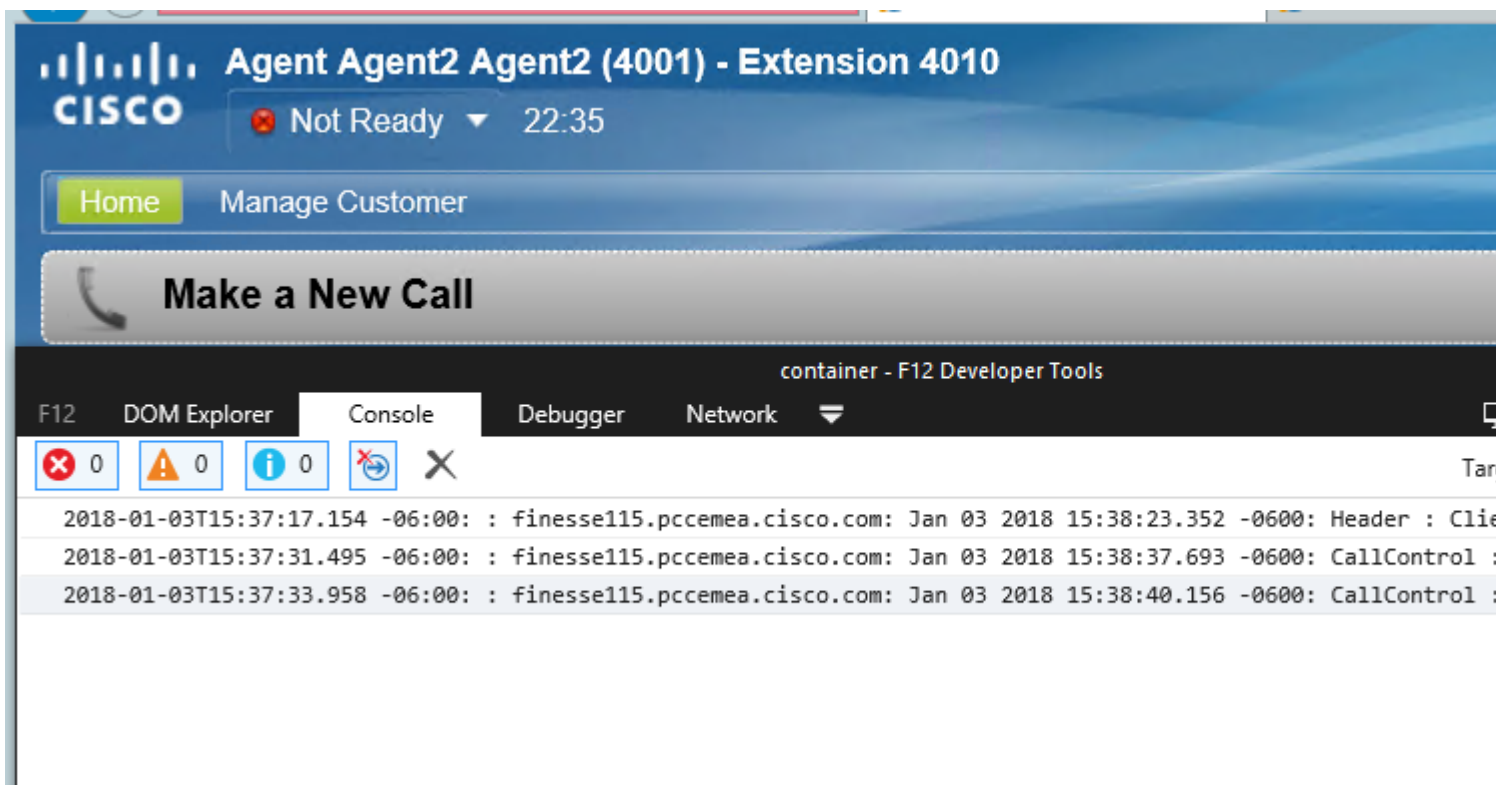 Agent Agent2 Agent2 (4001) - Extension 4010
CISCO
Not Ready 22:35
Home Manage Customer
Make a New Call
container - F12 Developer Tools
F12 DOM Explorer Console Debugger Network
0 0 0
Tar
2018-01-03T15:37:17.154 -06:00: : finesse115.pccemea.cisco.com: Jan 03 2018 15:38:23.352 -0600: Header : Clie
2018-01-03T15:37:31.495 -06:00: : finesse115.pccemea.cisco.com: Jan 03 2018 15:38:37.693 -0600: CallControl :
2018-01-03T15:37:33.958 -06:00: : finesse115.pccemea.cisco.com: Jan 03 2018 15:38:40.156 -0600: CallControl :